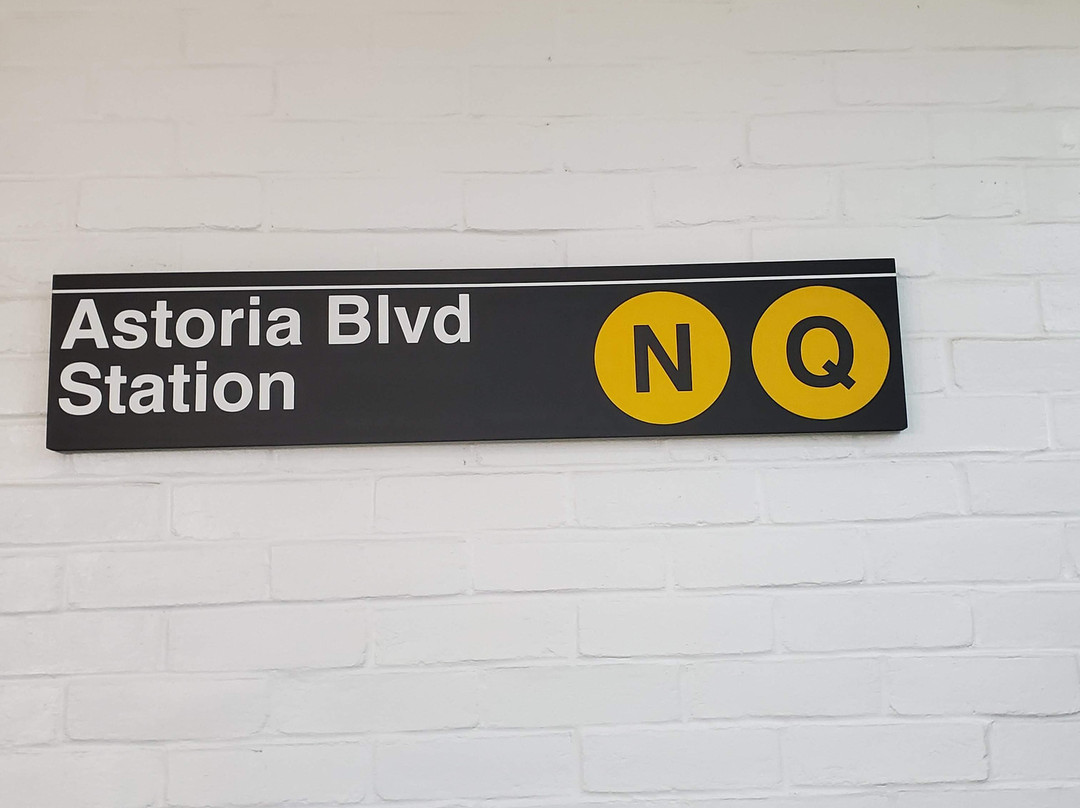 Astoria Blvd
Station
N Q